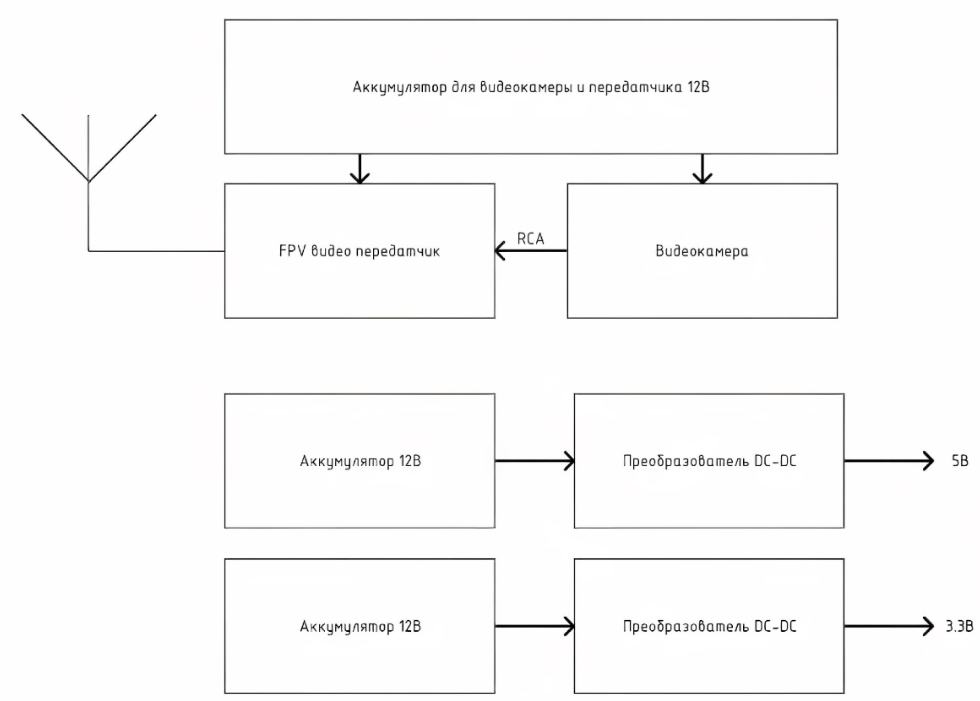 Аккумулятор для видеокамеры и передатчика 12В
FPV видео передатчик
RCA
Видеокамера
Аккумулятор 12В
Преобразователь DC-DC
5В
Аккумулятор 12В
Преобразователь DC-DC
3.3В